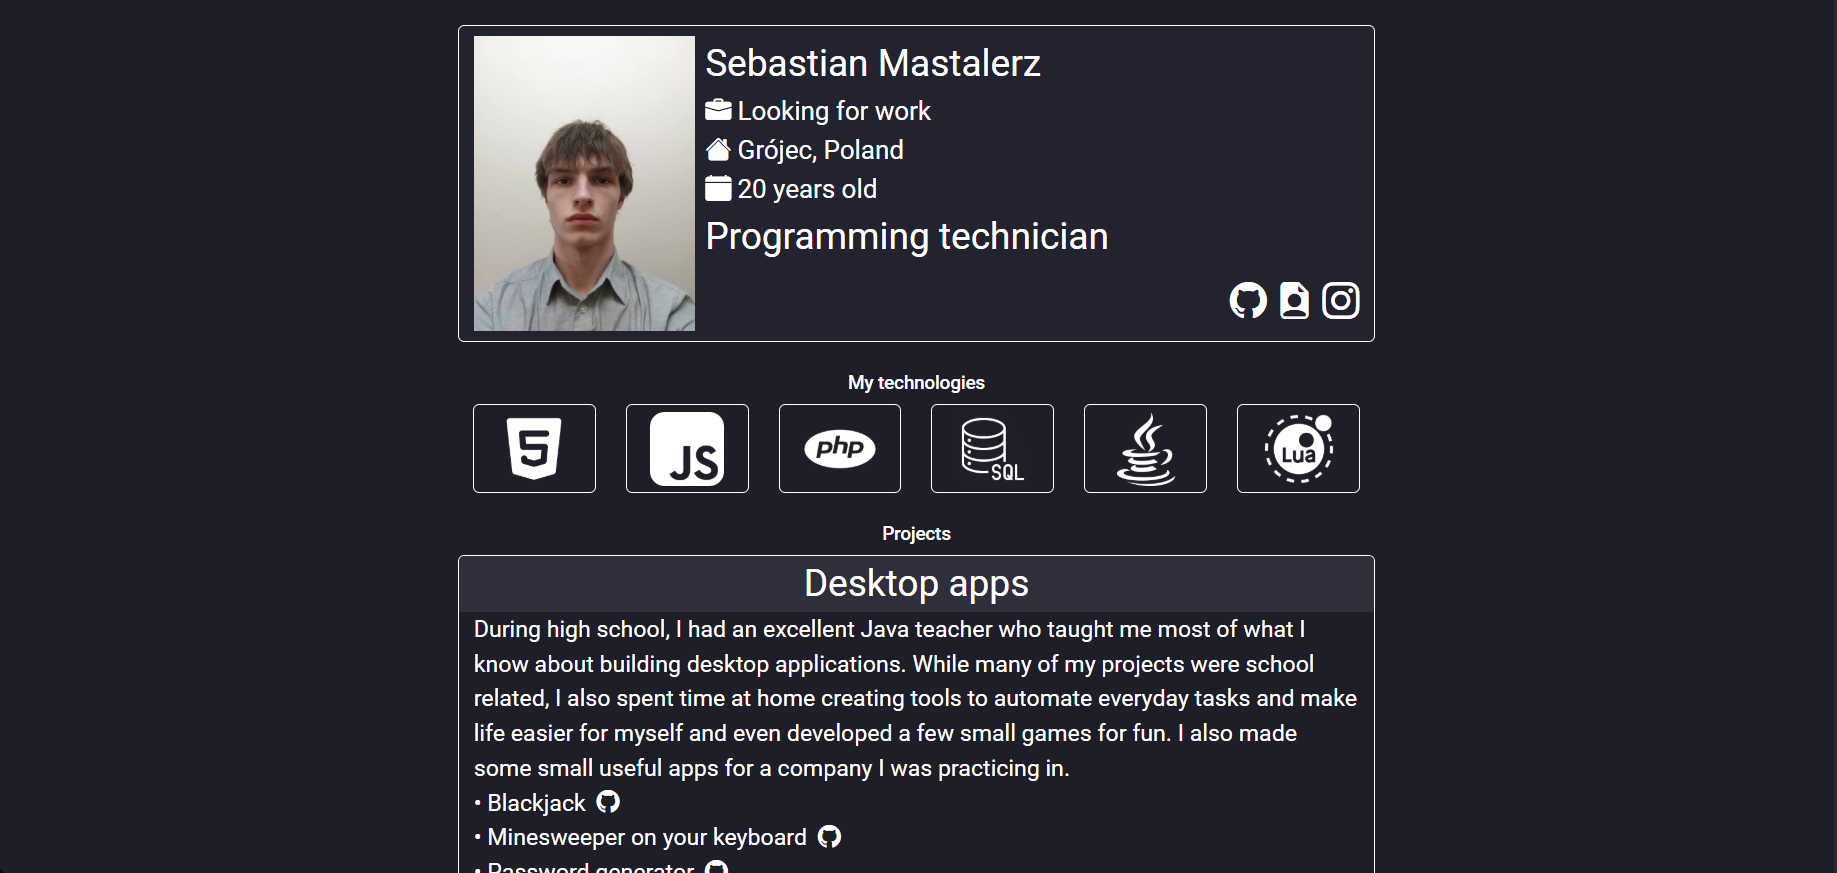 Sebastian Mastalerz
Looking for work
Grójec, Poland
20 years old
Programming technician
My technologies
5
JS
php
SQL
Lua
Projects
Desktop apps
During high school, I had an excellent Java teacher who taught me most of what I
know about building desktop applications. While many of my projects were school
related, I also spent time at home creating tools to automate everyday tasks and make
life easier for myself and even developed a few small games for fun. I also made
some small useful apps for a company I was practicing in.
• Blackjack
• Minesweeper on your keyboard
• Password generator